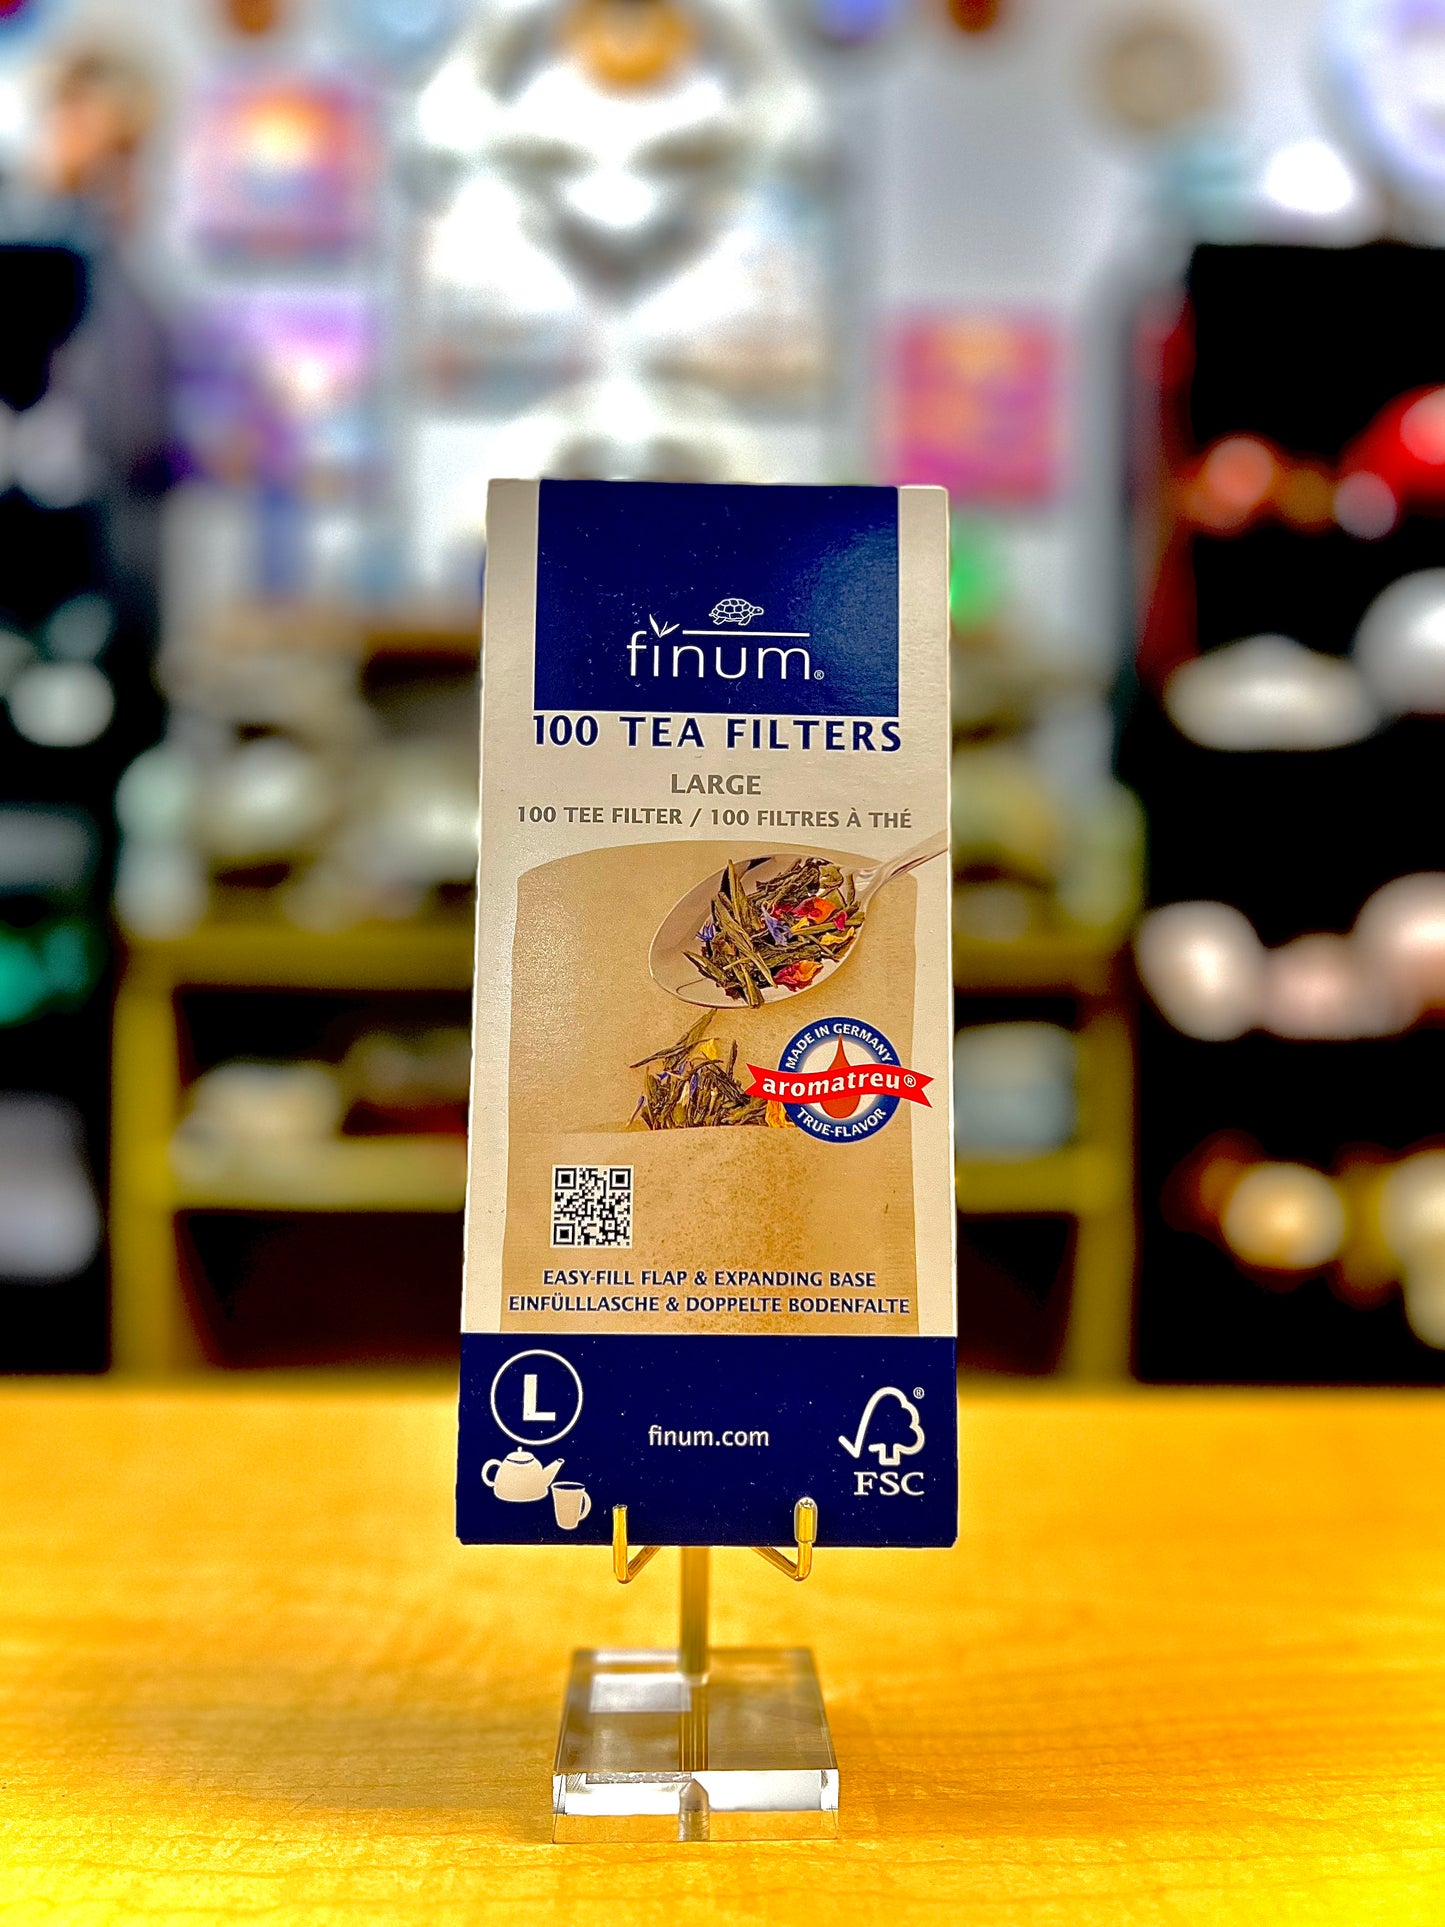 finum®
100 TEA FILTERS
LARGE
100 TEE FILTER / 100 FILTRES À THÉ
MADE IN GERMANY
aromatreu®
TRUE-FLAVOR
EASY-FILL FLAP & EXPANDING BASE
EINFÜLLLASCHE & DOPPELTE BODENFALTE
L
finum.com
®
FSC